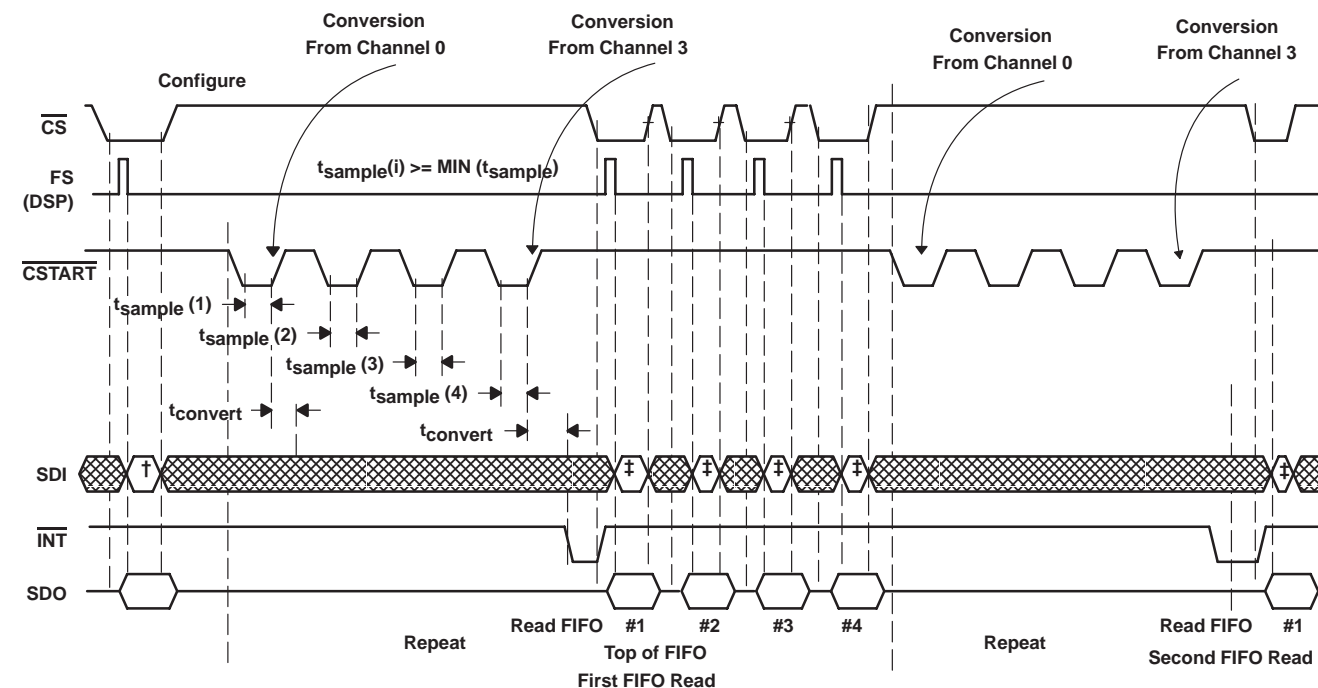 Conversion
From Channel 0
Conversion
From Channel 3
Conversion
From Channel 0
Conversion
From Channel 3
Configure
CS
FS
(DSP)
tsample(i) >= MIN (tsample)
CSTART
tsample (1)
tsample (2)
tsample (3)
tsample (4)
tconvert
tconvert
SDI
†
‡
‡
‡
‡
‡
INT
SDO
Repeat
Read FIFO
#1
#2
#3
#4
Top of FIFO
First FIFO Read
Repeat
Read FIFO
#1
Second FIFO Read